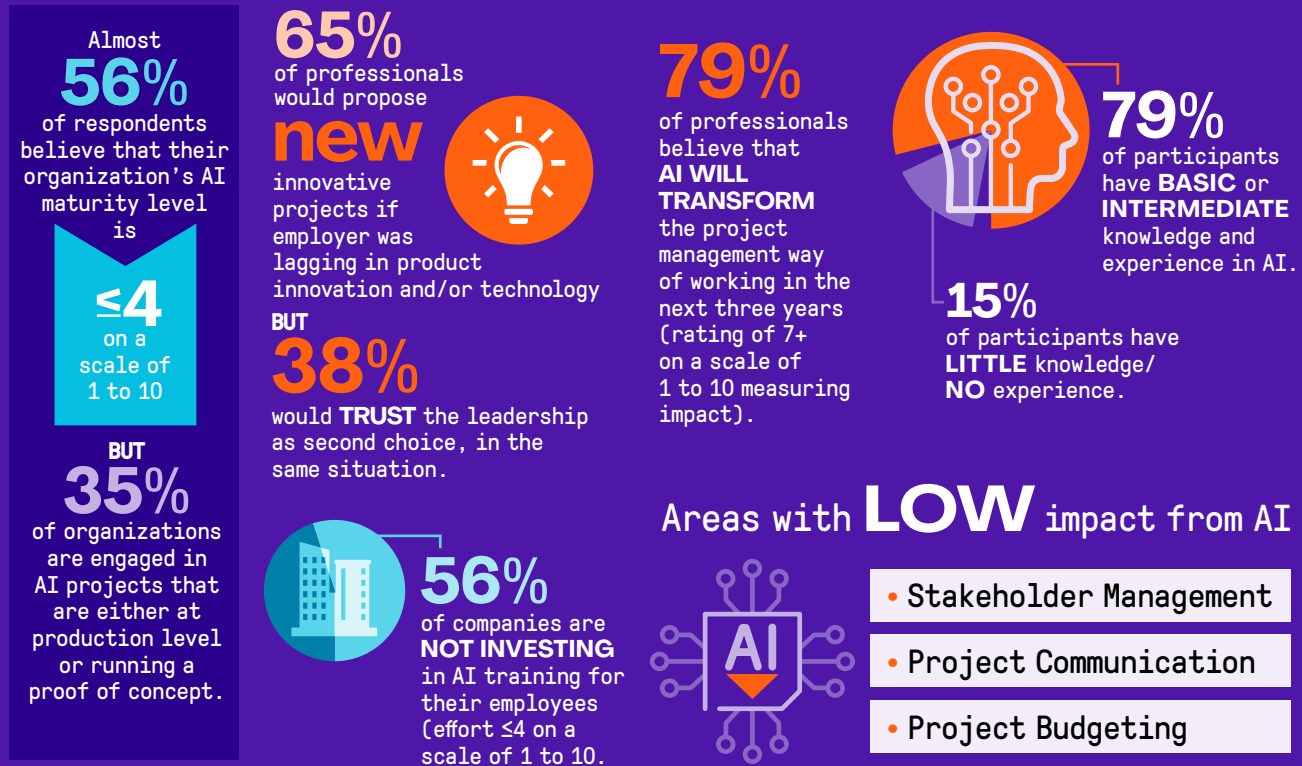 Almost
56%
of respondents
believe that their
organization's AI
maturity level
is
≤4
on a
scale of
1 to 10
BUT
35%
of organizations
are engaged in
AI projects that
are either at
production level
or running a
proof of concept.
65%
of professionals
would propose
new
innovative
projects if
employer was
lagging in product
innovation and/or technology
BUT
38%
would TRUST the leadership
as second choice, in the
same situation.
56%
of companies are
NOT INVESTING
in AI training for
their employees
(effort ≤4 on a
scale of 1 to 10.
79%
of professionals
believe that
AI WILL
TRANSFORM
the project
management way
of working in the
next three years
(rating of 7+
on a scale of
1 to 10 measuring
impact).
79%
of participants
have BASIC or
INTERMEDIATE
knowledge and
experience in AI.
15%
of participants have
LITTLE knowledge/
NO experience.
Areas with LOW impact from AI
AI
• Stakeholder Management
• Project Communication
• Project Budgeting